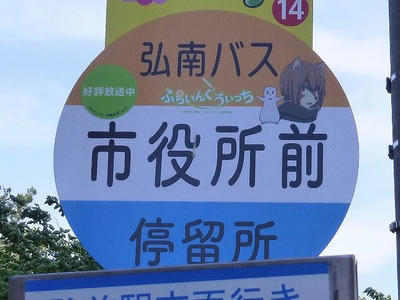 14
弘南バス
好評放送中
×
ふらいんぐうぃっち
市役所前
停留所